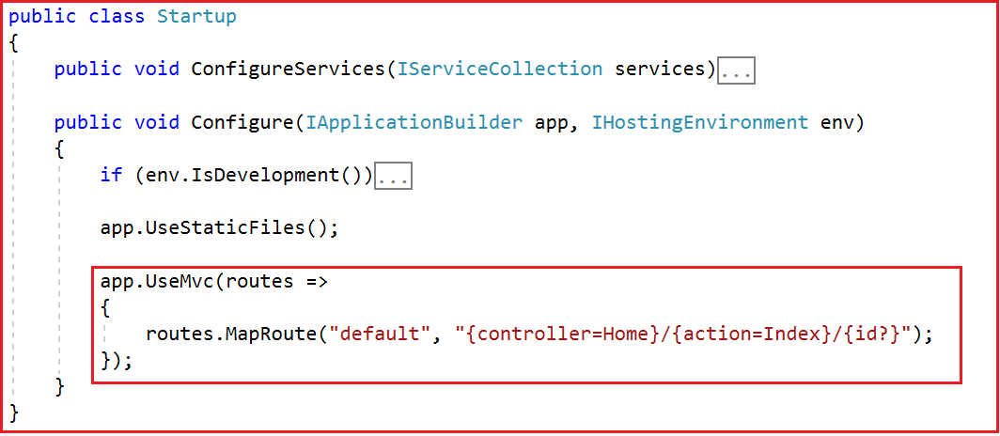 public class Startup
{
    public void ConfigureServices(IServiceCollection services)...
    public void Configure(IApplicationBuilder app, IHostingEnvironment env)
    {
        if (env.IsDevelopment())...
        app.UseStaticFiles();
        app.UseMvc(routes =>
        {
            routes.MapRoute("default", "{controller=Home}/{action=Index}/{id?}");
        });
    }
}